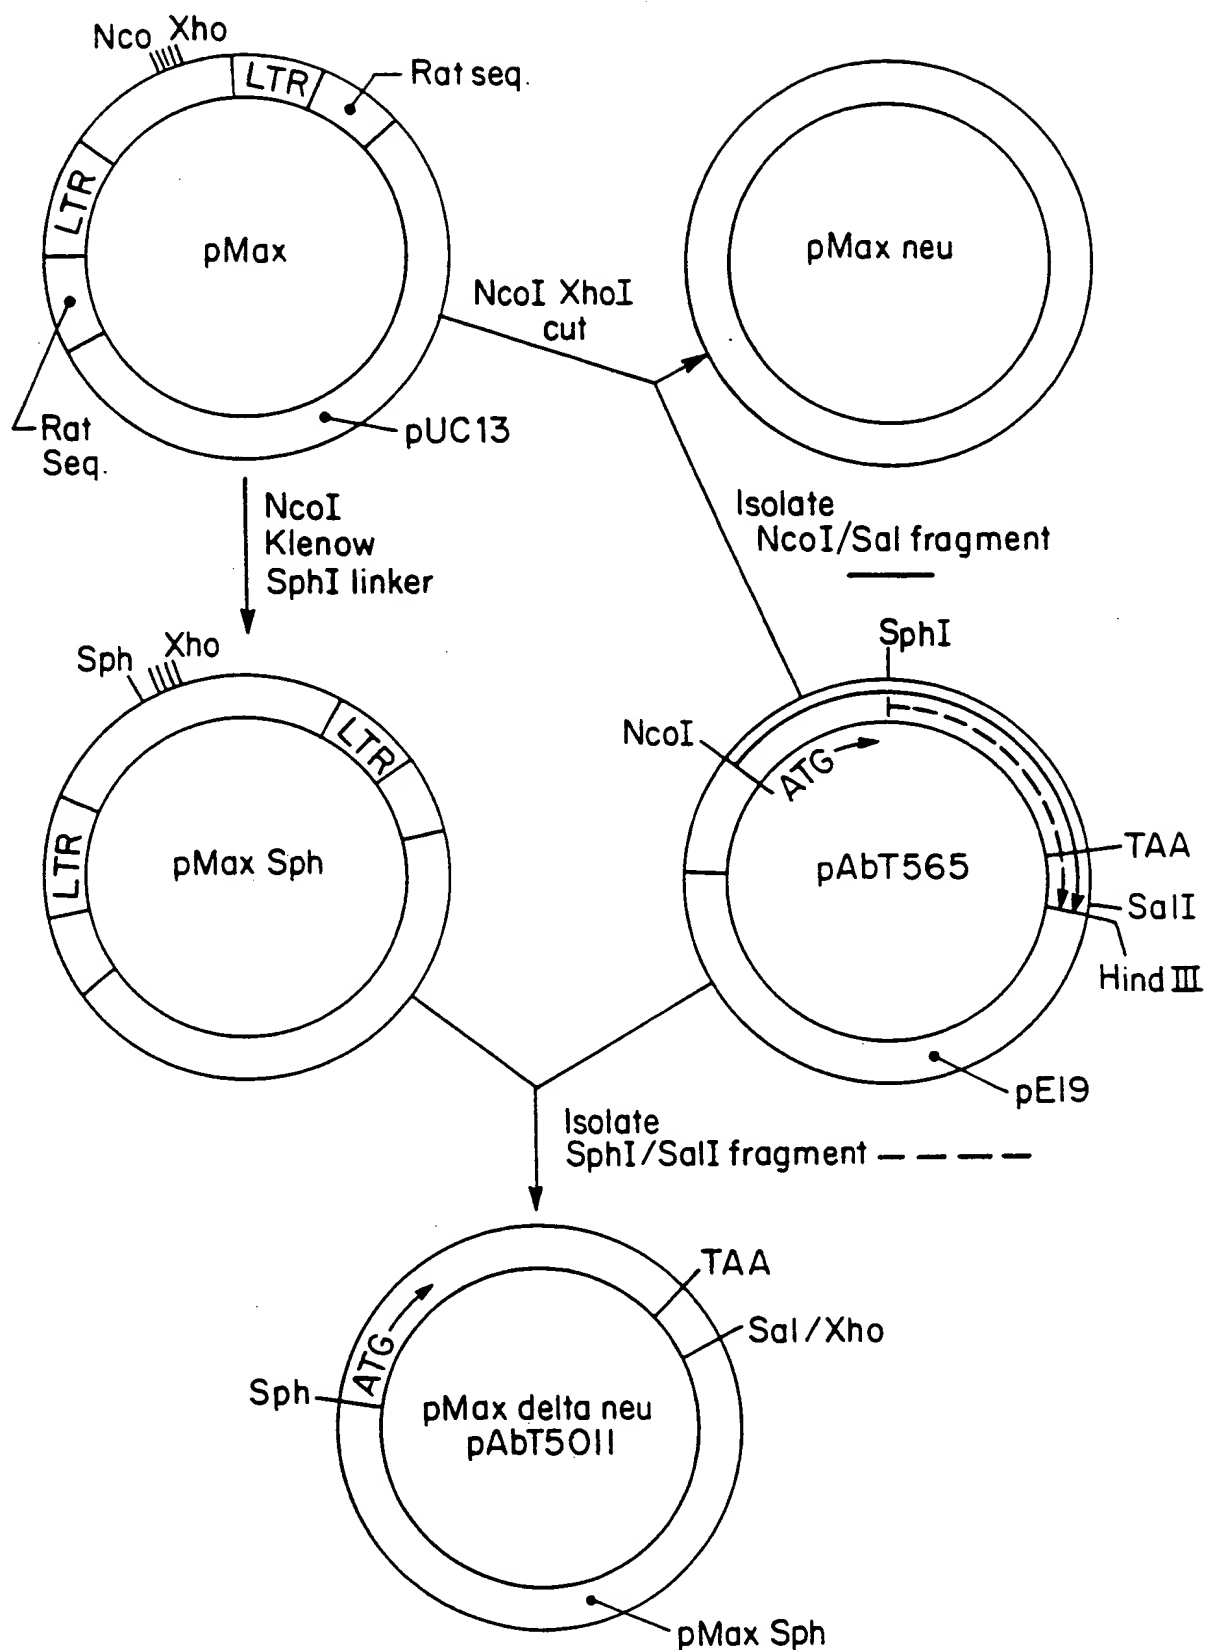 Nco Xho
LTR
Rat seq.
LTR
pMax
pMax neu
NcoI XhoI
cut
Rat
Seq.
pUC13
NcoI
Klenow
SphI linker
Isolate
NcoI/Sal fragment
Sph Xho
LTR
LTR
pMax Sph
SphI
NcoI
ATG
pAbT565
TAA
SalI
Hind III
pE19
Isolate
SphI/SalI fragment
TAA
Sal/Xho
ATG
Sph
pMax delta neu
pAbT5011
pMax Sph